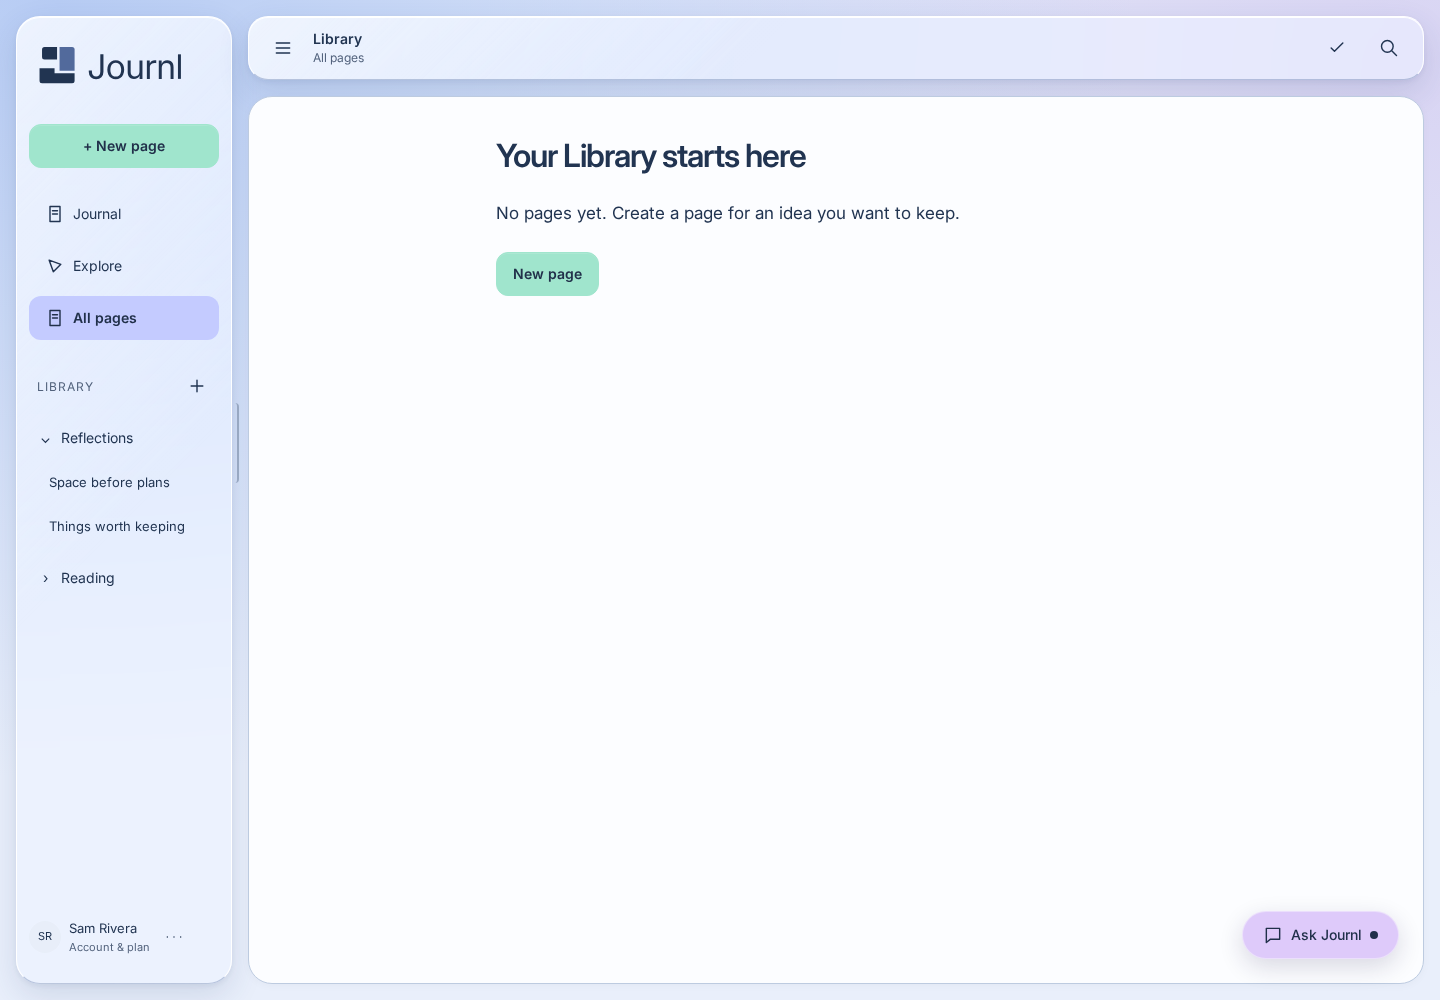 Journl
+ New page
Journal
Explore
All pages
LIBRARY
Reflections
Space before plans
Things worth keeping
Reading
SR
Sam Rivera
Account & plan
Library
All pages
Your Library starts here
No pages yet. Create a page for an idea you want to keep.
New page
Ask Journl